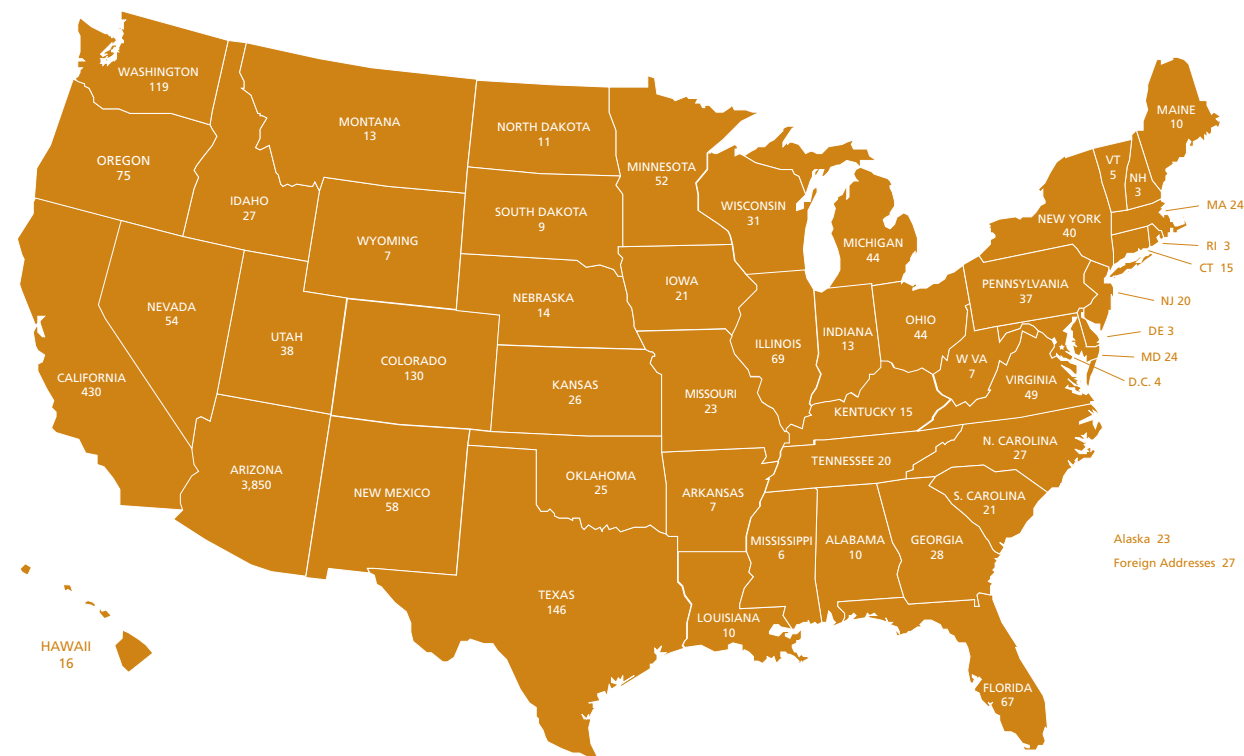 WASHINGTON
119
MONTANA
13
NORTH DAKOTA
11
MINNESOTA
52
MAINE
10
OREGON
75
IDAHO
27
WYOMING
7
SOUTH DAKOTA
9
WISCONSIN
31
MICHIGAN
44
NEW YORK
40
VT
5
NH
3
MA 24
RI 3
CT 15
NJ 20
DE 3
MD 24
D.C. 4
NEVADA
54
UTAH
38
COLORADO
130
NEBRASKA
14
IOWA
21
ILLINOIS
69
INDIANA
13
OHIO
44
PENNSYLVANIA
37
W VA
7
VIRGINIA
49
CALIFORNIA
430
KANSAS
26
MISSOURI
23
KENTUCKY 15
N. CAROLINA
27
TENNESSEE 20
ARIZONA
3,850
NEW MEXICO
58
OKLAHOMA
25
ARKANSAS
7
S. CAROLINA
21
MISSISSIPPI
6
ALABAMA
10
GEORGIA
28
Alaska 23
Foreign Addresses 27
TEXAS
146
LOUISIANA
10
HAWAII
16
FLORIDA
67